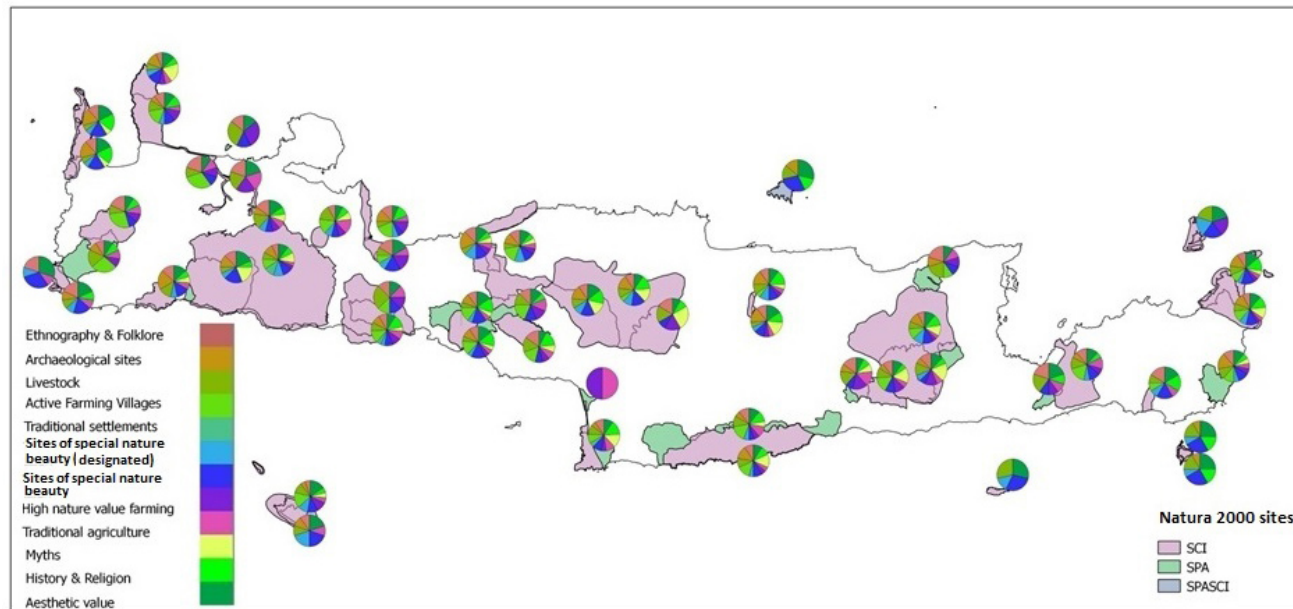 Ethnography & Folklore
Archaeological sites
Livestock
Active Farming Villages
Traditional settlements
Sites of special nature
beauty (designated)
Sites of special nature
beauty
High nature value farming
Traditional agriculture
Myths
History & Religion
Aesthetic value
Natura 2000 sites
SCI
SPA
SPASCI